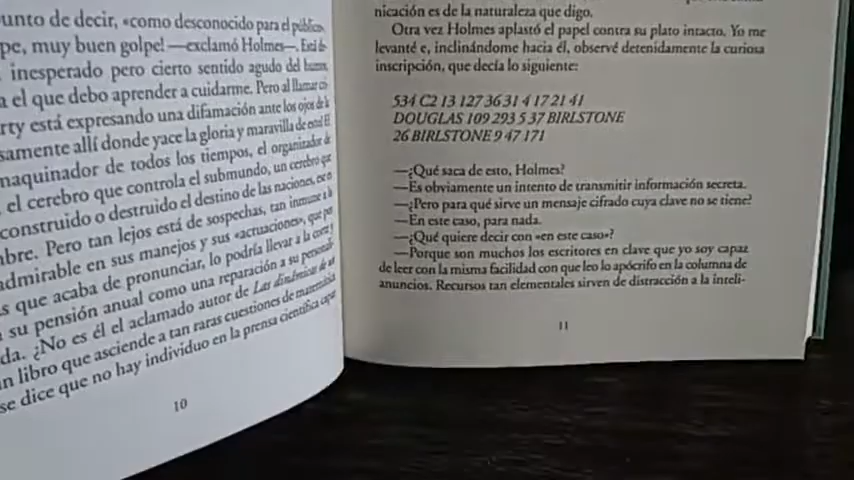 unto de decir, «como desconocido para el público».
pe, muy buen golpe! —exclamó Holmes—.
inesperado pero cierto sentido agudo del humor,
a el que debo aprender a cuidarme. Pero al llamar
rty está expresando una difamación ante los ojos de la
samente allí donde yace la gloria y maravilla de
maquinador de todos los tiempos, el organizador de
el cerebro que controla el submundo, un cerebro que
construido o destruido el destino de las naciones,
bre. Pero tan lejos está de sospechas, tan inmune a la
admirable en sus manejos y sus «actuaciones», que por
s que acaba de pronunciar, lo podría llevar a la corte y
su pensión anual como una reparación a su
da. ¿No es él el aclamado autor de Las dinámicas de un
n libro que asciende a tan raras cuestiones de matemática
se dice que no hay individuo en la prensa científica capaz
10
nicación es de la naturaleza que digo.
Otra vez Holmes aplastó el papel contra su plato intacto. Yo me
levanté e, inclinándome hacia él, observé detenidamente la curiosa
inscripción, que decía lo siguiente:
534 C2 13 127 36 31 4 17 21 41
DOUGLAS 109 293 5 37 BIRLSTONE
26 BIRLSTONE 9 47 171
—¿Qué saca de esto, Holmes?
—Es obviamente un intento de transmitir información secreta.
—¿Pero para qué sirve un mensaje cifrado cuya clave no se tiene?
—En este caso, para nada.
—¿Qué quiere decir con «en este caso»?
—Porque son muchos los escritores en clave que yo soy capaz
de leer con la misma facilidad con que leo lo apócrifo en la columna de
anuncios. Recursos tan elementales sirven de distracción a la inteli-
11